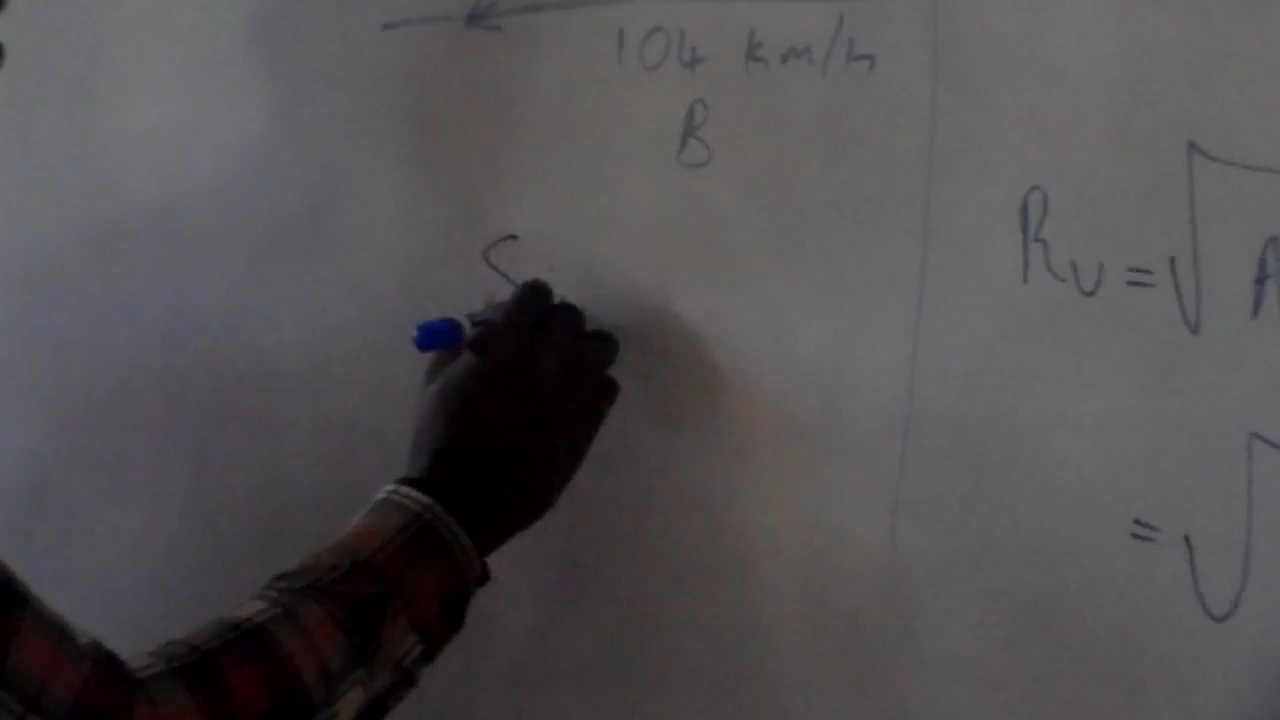 104 km/h
B
S
Rv = √ A
= √